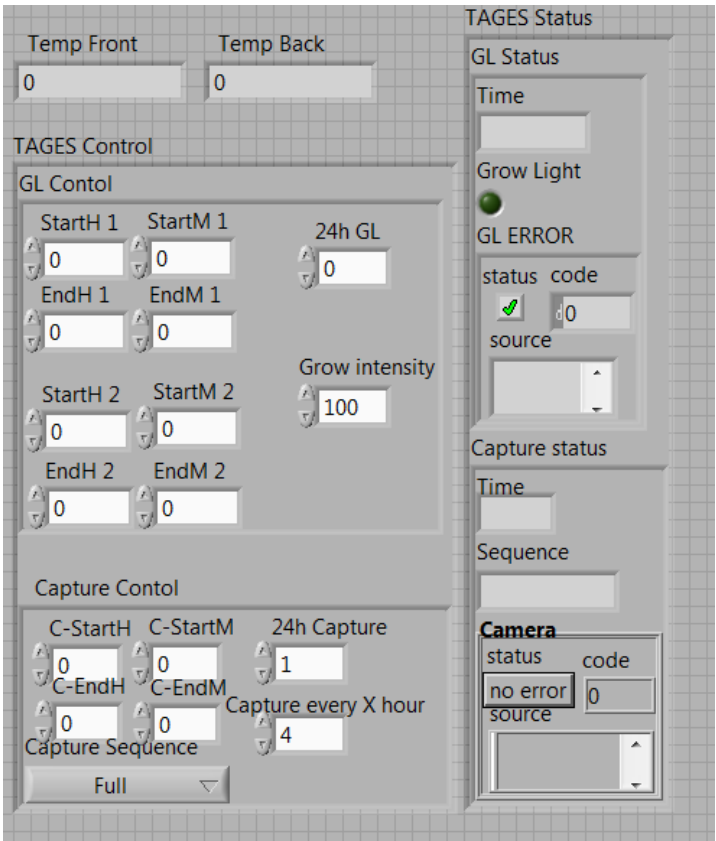 TAGES Status
Temp Front Temp Back
0 0
GL Status
Time
TAGES Control
GL Contol
Grow Light
StartH 1 StartM 1 24h GL
0 0 0
GL ERROR
EndH 1 EndM 1
0 0
status code
d 0
source
Grow intensity
100
StartH 2 StartM 2
0 0
EndH 2 EndM 2
0 0
Capture status
Time
Sequence
Capture Contol
C-StartH C-StartM 24h Capture
0 0 1
C-EndH C-EndM Capture every X hour
0 0 4
Capture Sequence
Full
Camera
status code
no error 0
source